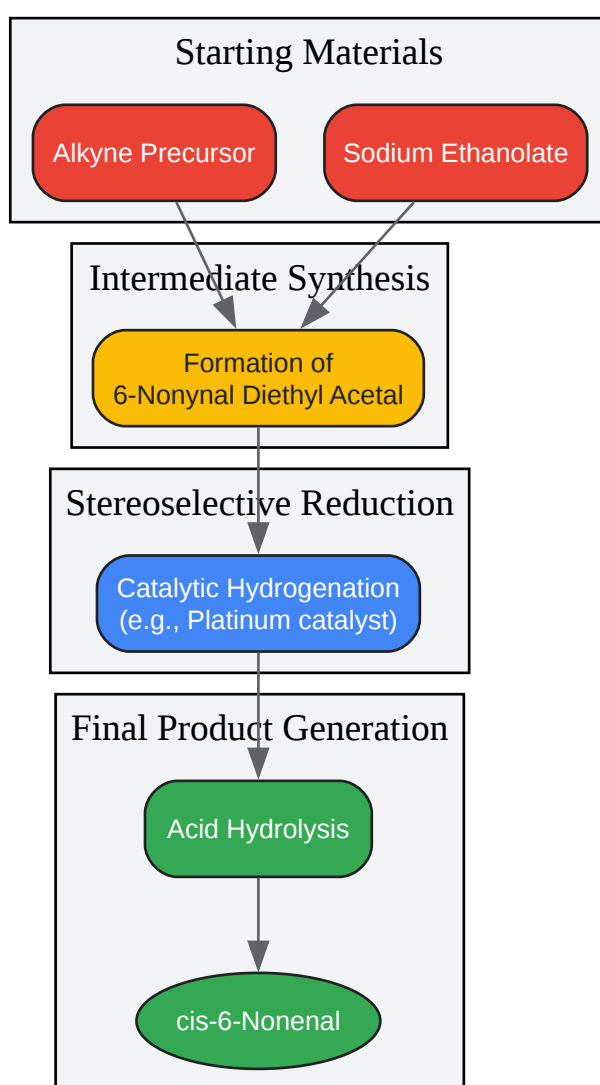 Starting Materials
Alkyne Precursor
Sodium Ethanolate
Intermediate Synthesis
Formation of
6-Nonynal Diethyl Acetal
Stereoselective Reduction
Catalytic Hydrogenation
(e.g., Platinum catalyst)
Final Product Generation
Acid Hydrolysis
cis-6-Nonenal